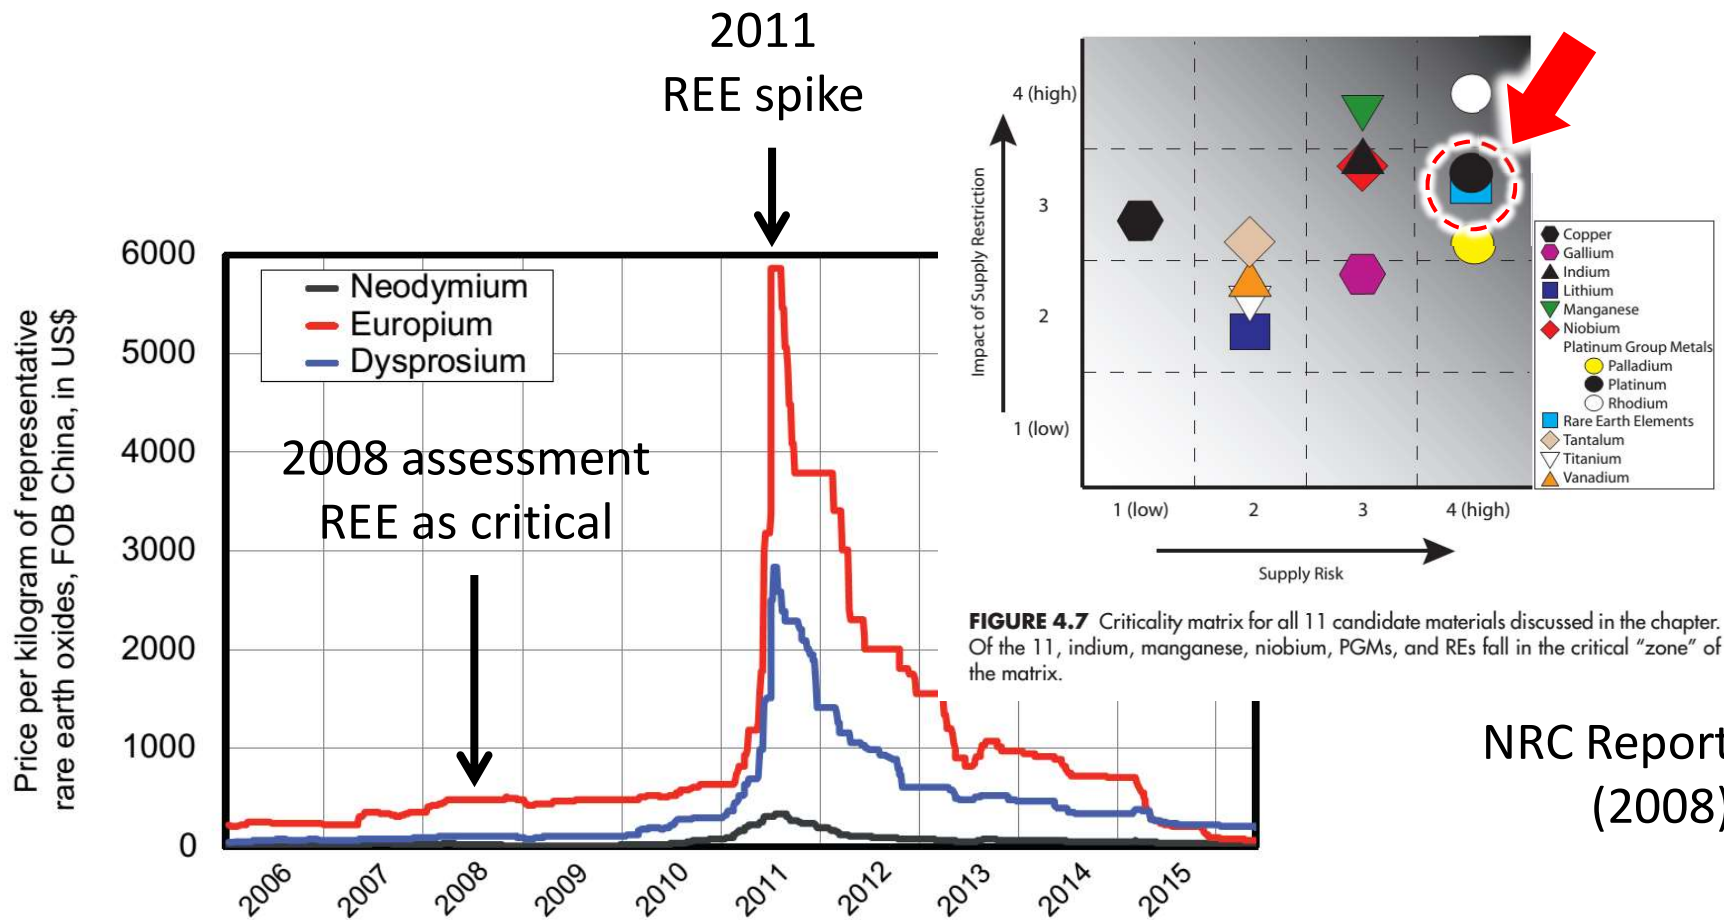 2011
REE spike
6000
5000
4000
3000
2000
1000
0
Price per kilogram of representative
rare earth oxides, FOB China, in US$
Neodymium
Europium
Dysprosium
2008 assessment
REE as critical
2006
2007
2008
2009
2010
2011
2012
2013
2014
2015
4 (high)
3
2
1 (low)
Impact of Supply Restriction
1 (low)
2
3
4 (high)
Supply Risk
Copper
Gallium
Indium
Lithium
Manganese
Niobium
Platinum Group Metals
Palladium
Platinum
Rhodium
Rare Earth Elements
Tantalum
Titanium
Vanadium
FIGURE 4.7 Criticality matrix for all 11 candidate materials discussed in the chapter.
Of the 11, indium, manganese, niobium, PGMs, and REs fall in the critical “zone” of
the matrix.
NRC Report
(2008)